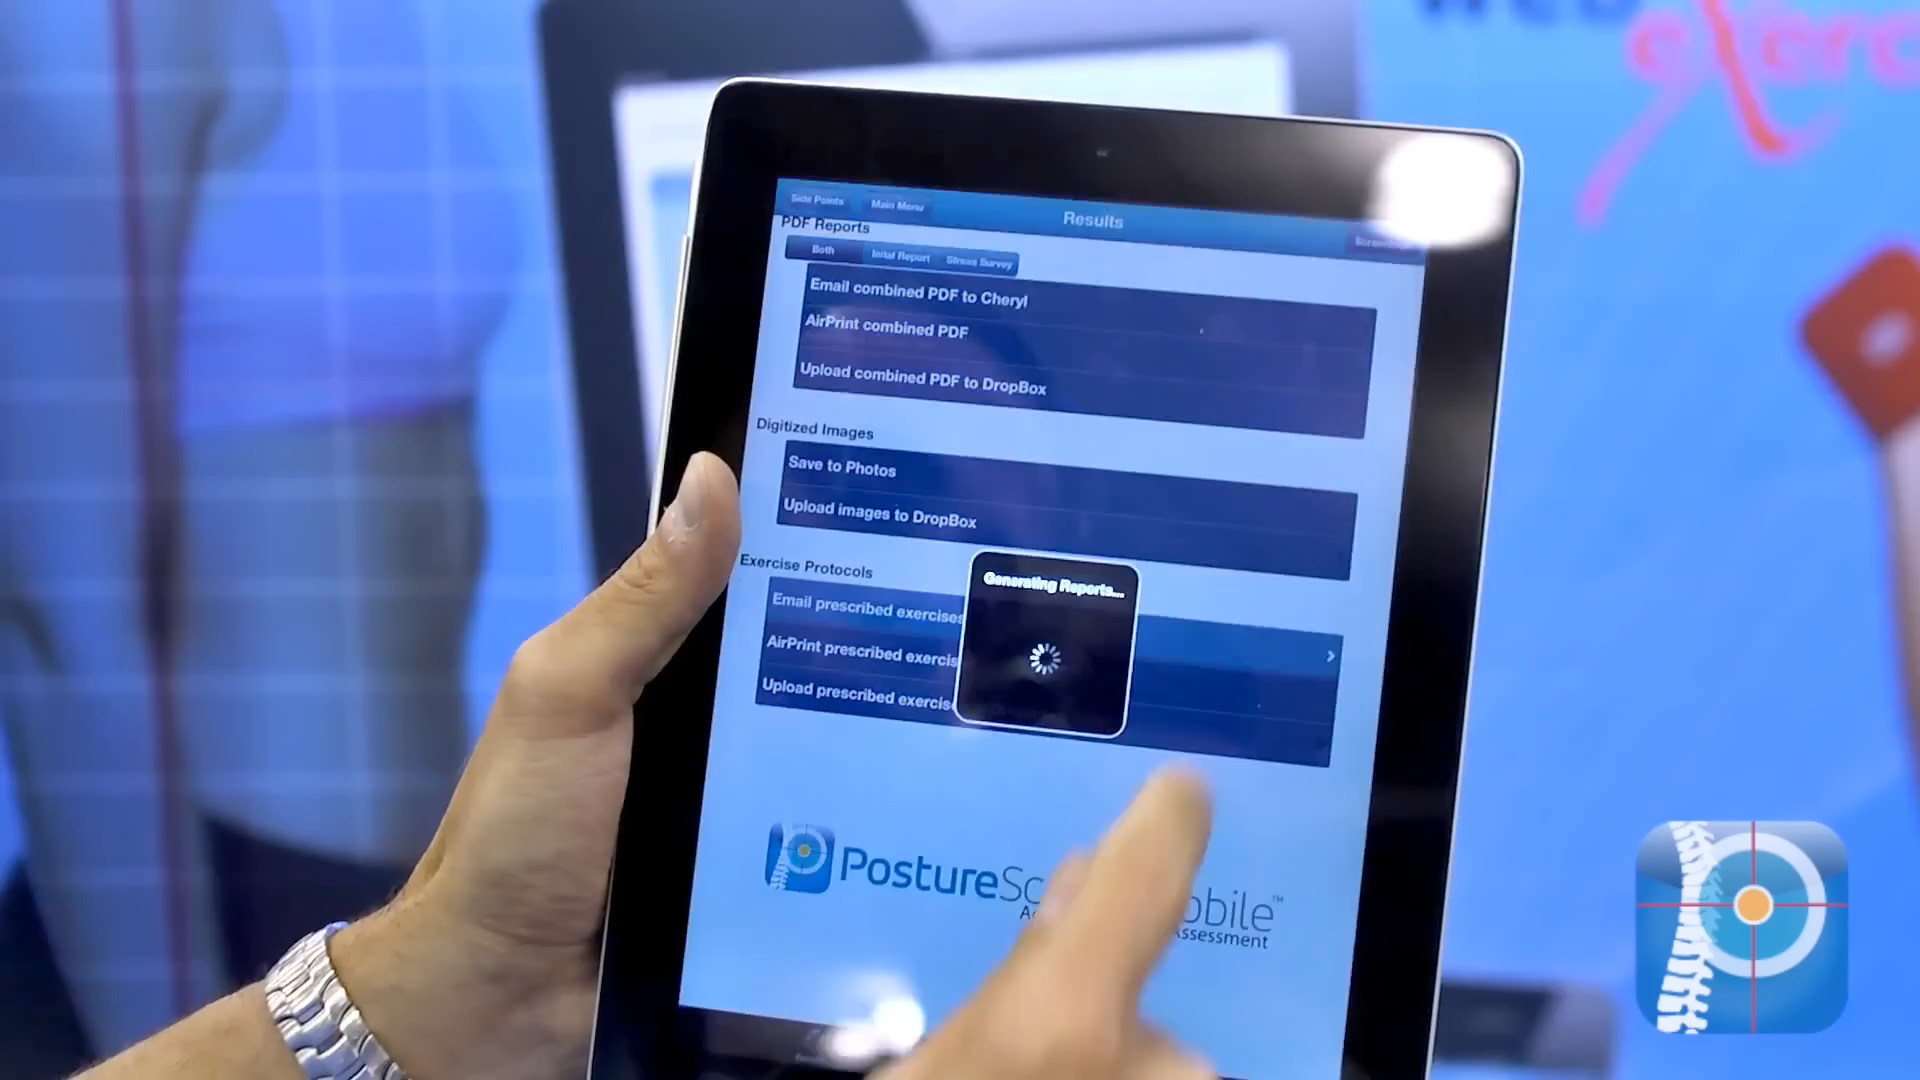 Side Points
Main Menu
Results
PDF Reports
Both
Inital Report
Stress Survey
Email combined PDF to Cheryl
AirPrint combined PDF
Upload combined PDF to DropBox
Digitized Images
Save to Photos
Upload images to DropBox
Exercise Protocols
Email prescribed exercises
AirPrint prescribed exercis
Upload prescribed exercis
Generating Reports...
PostureSc obile™
Assessment